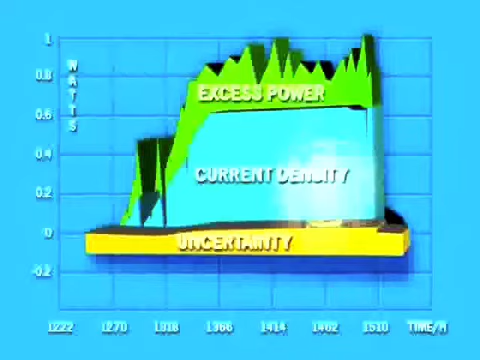 1
0.8
0.6
0.4
0.2
0
-0.2
WATTS
EXCESS POWER
CURRENT DENSITY
UNCERTAINTY
1222 1270 1318 1366 1414 1462 1510 TIME/H